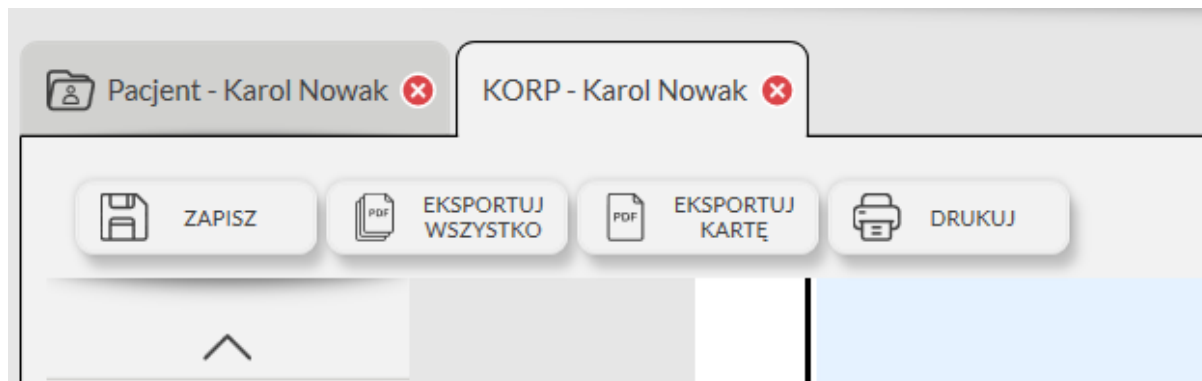 Pacjent - Karol Nowak
KORP - Karol Nowak
ZAPISZ
PDF
EKSPORTUJ
WSZYSTKO
PDF
EKSPORTUJ
KARTĘ
DRUKUJ